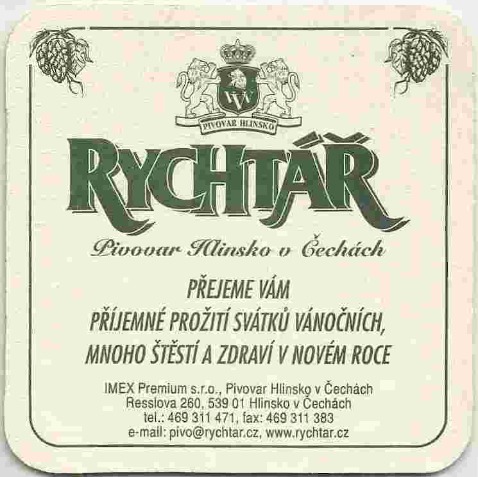 PIVOVAR HLINSKO
RYCHTÁŘ
Pivovar Hlinsko v Čechách
PŘEJEME VÁM
PŘÍJEMNÉ PROŽITÍ SVÁTKŮ VÁNOČNÍCH,
MNOHO ŠTĚSTÍ A ZDRAVÍ V NOVÉM ROCE
IMEX Premium s.r.o., Pivovar Hlinsko v Čechách
Resslova 260, 539 01 Hlinsko v Čechách
tel.: 469 311 471, fax: 469 311 383
e-mail: pivo@rychtar.cz, www.rychtar.cz